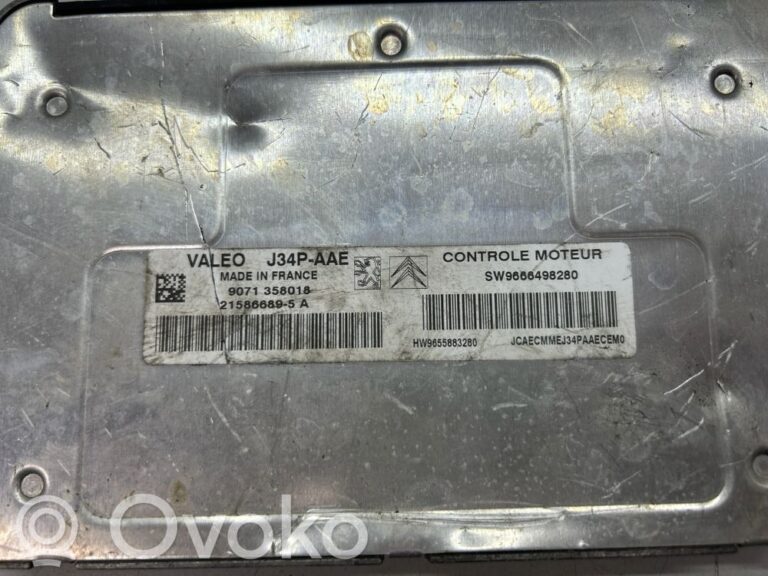 VALEO J34P-AAE
MADE IN FRANCE
9071 358018
21586689-5 A
CONTROLE MOTEUR
SW9666498280
HW9655883280
JCAECMMEJ34PAAECEM0
Ovoko